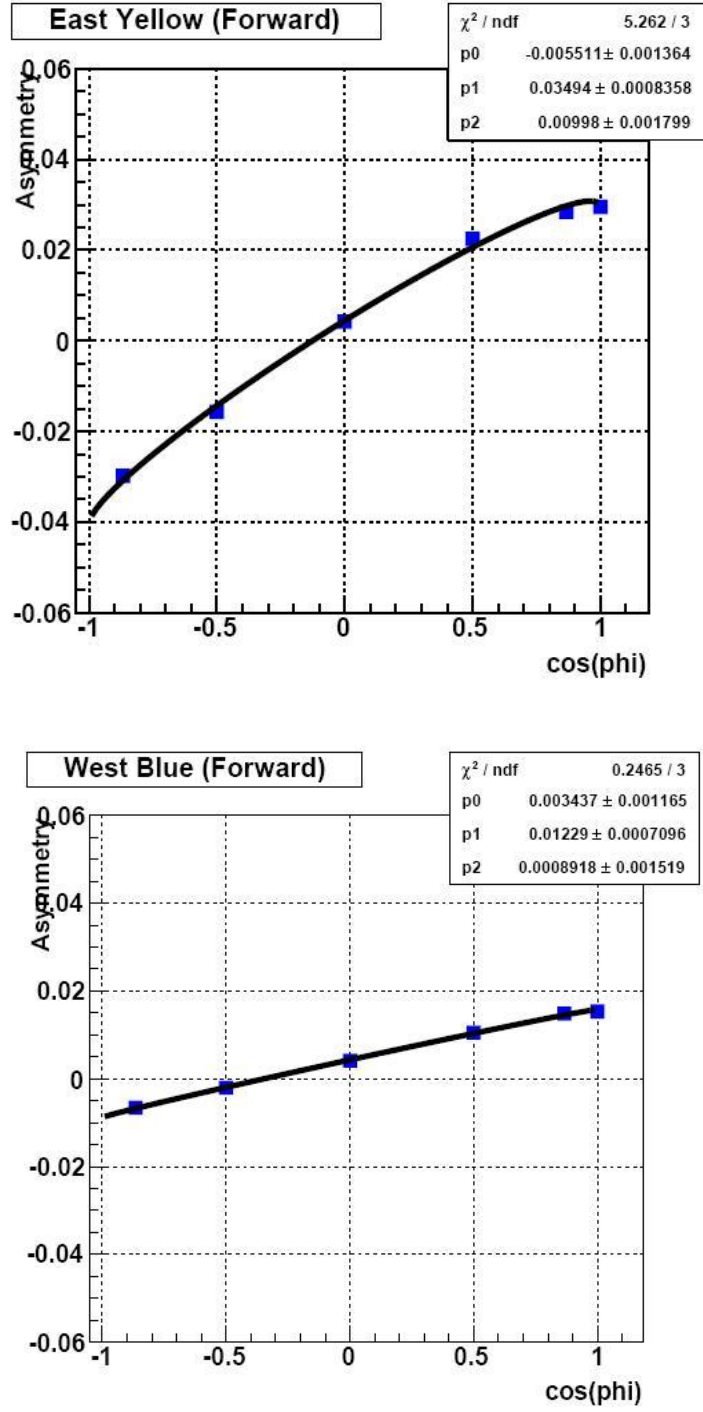 East Yellow (Forward)
χ² / ndf 5.262 / 3
p0 -0.005511± 0.001364
p1 0.03494 ± 0.0008358
p2 0.00998 ± 0.001799
Asymmetry
0.06
0.04
0.02
0
-0.02
-0.04
-0.06
-1 -0.5 0 0.5 1
cos(phi)
West Blue (Forward)
χ² / ndf 0.2465 / 3
p0 0.003437 ± 0.001165
p1 0.01229 ± 0.0007096
p2 0.0008918 ± 0.001519
Asymmetry
0.06
0.04
0.02
0
-0.02
-0.04
-0.06
-1 -0.5 0 0.5 1
cos(phi)